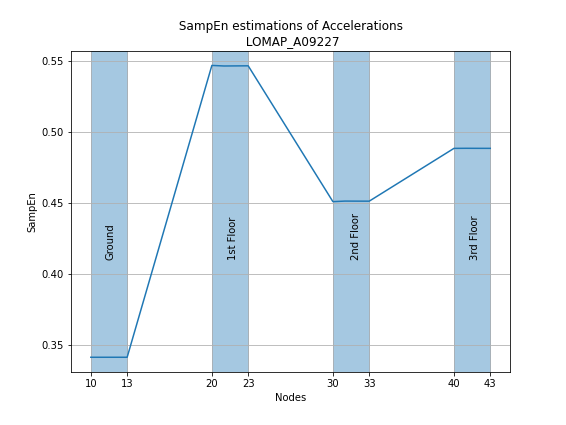 SampEn estimations of Accelerations
LOMAP_A09227
0.55
0.50
0.45
0.40
0.35
SampEn
Ground
1st Floor
2nd Floor
3rd Floor
10 13 20 23 30 33 40 43
Nodes